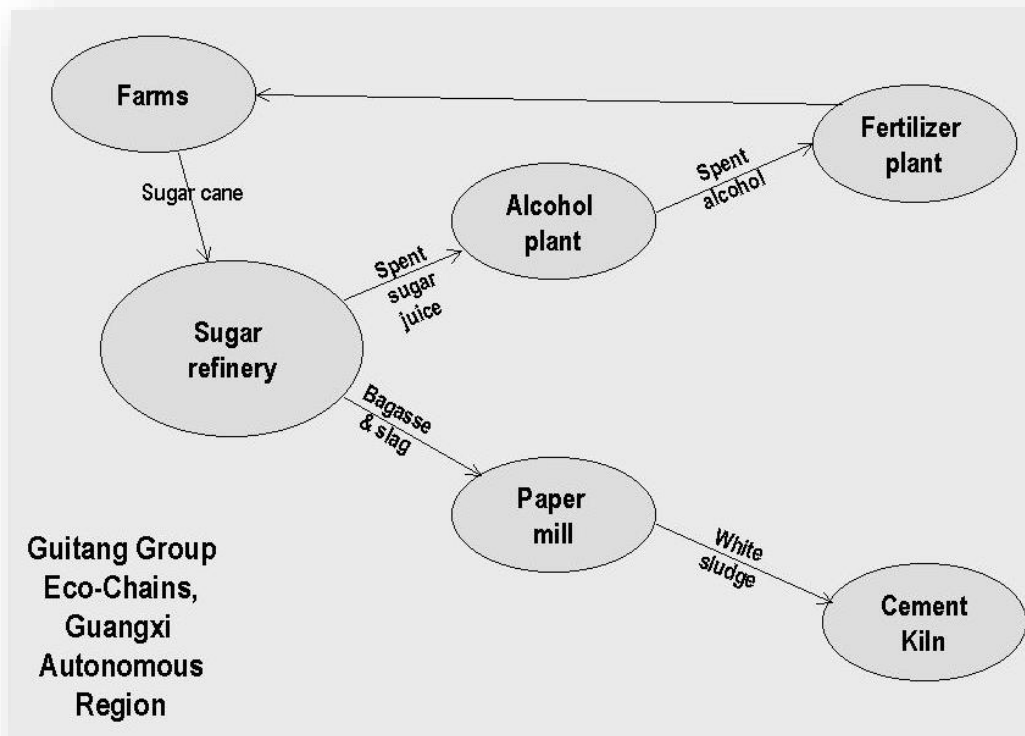 Farms
Fertilizer
plant
Sugar cane
Spent
alcohol
Alcohol
plant
Spent
sugar
juice
Sugar
refinery
Bagasse
& slag
Paper
mill
White
sludge
Cement
Kiln
Guitang Group
Eco-Chains,
Guangxi
Autonomous
Region